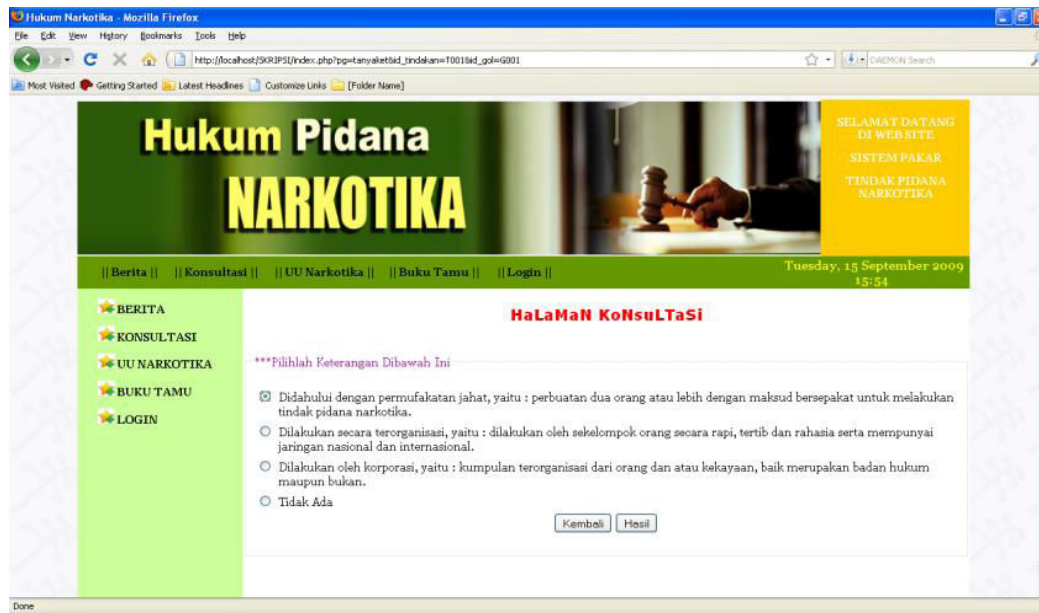 Hukum Narkotika - Mozilla Firefox
File Edit View History Bookmarks Tools Help
http://localhost/SKRIPSI/index.php?pg=tanyaket&id_tindakan=T001&id_gol=G001
DAEMON Search
Most Visited Getting Started Latest Headlines Customize Links [Folder Name]
Hukum Pidana
NARKOTIKA
SELAMAT DATANG
DI WEB SITE
SISTEM PAKAR
TINDAK PIDANA
NARKOTIKA
|| Berita || || Konsultasi || || UU Narkotika || || Buku Tamu || || Login ||
Tuesday, 15 September 2009
15:54
BERITA
KONSULTASI
UU NARKOTIKA
BUKU TAMU
LOGIN
HaLaMaN KoNsuLTaSi
***Pilihlah Keterangan Dibawah Ini
Didahului dengan permufakatan jahat, yaitu : perbuatan dua orang atau lebih dengan maksud bersepakat untuk melakukan
tindak pidana narkotika.
Dilakukan secara terorganisasi, yaitu : dilakukan oleh sekelompok orang secara rapi, tertib dan rahasia serta mempunyai
jaringan nasional dan internasional.
Dilakukan oleh korporasi, yaitu : kumpulan terorganisasi dari orang dan atau kekayaan, baik merupakan badan hukum
maupun bukan.
Tidak Ada
Kembali Hasil
Done